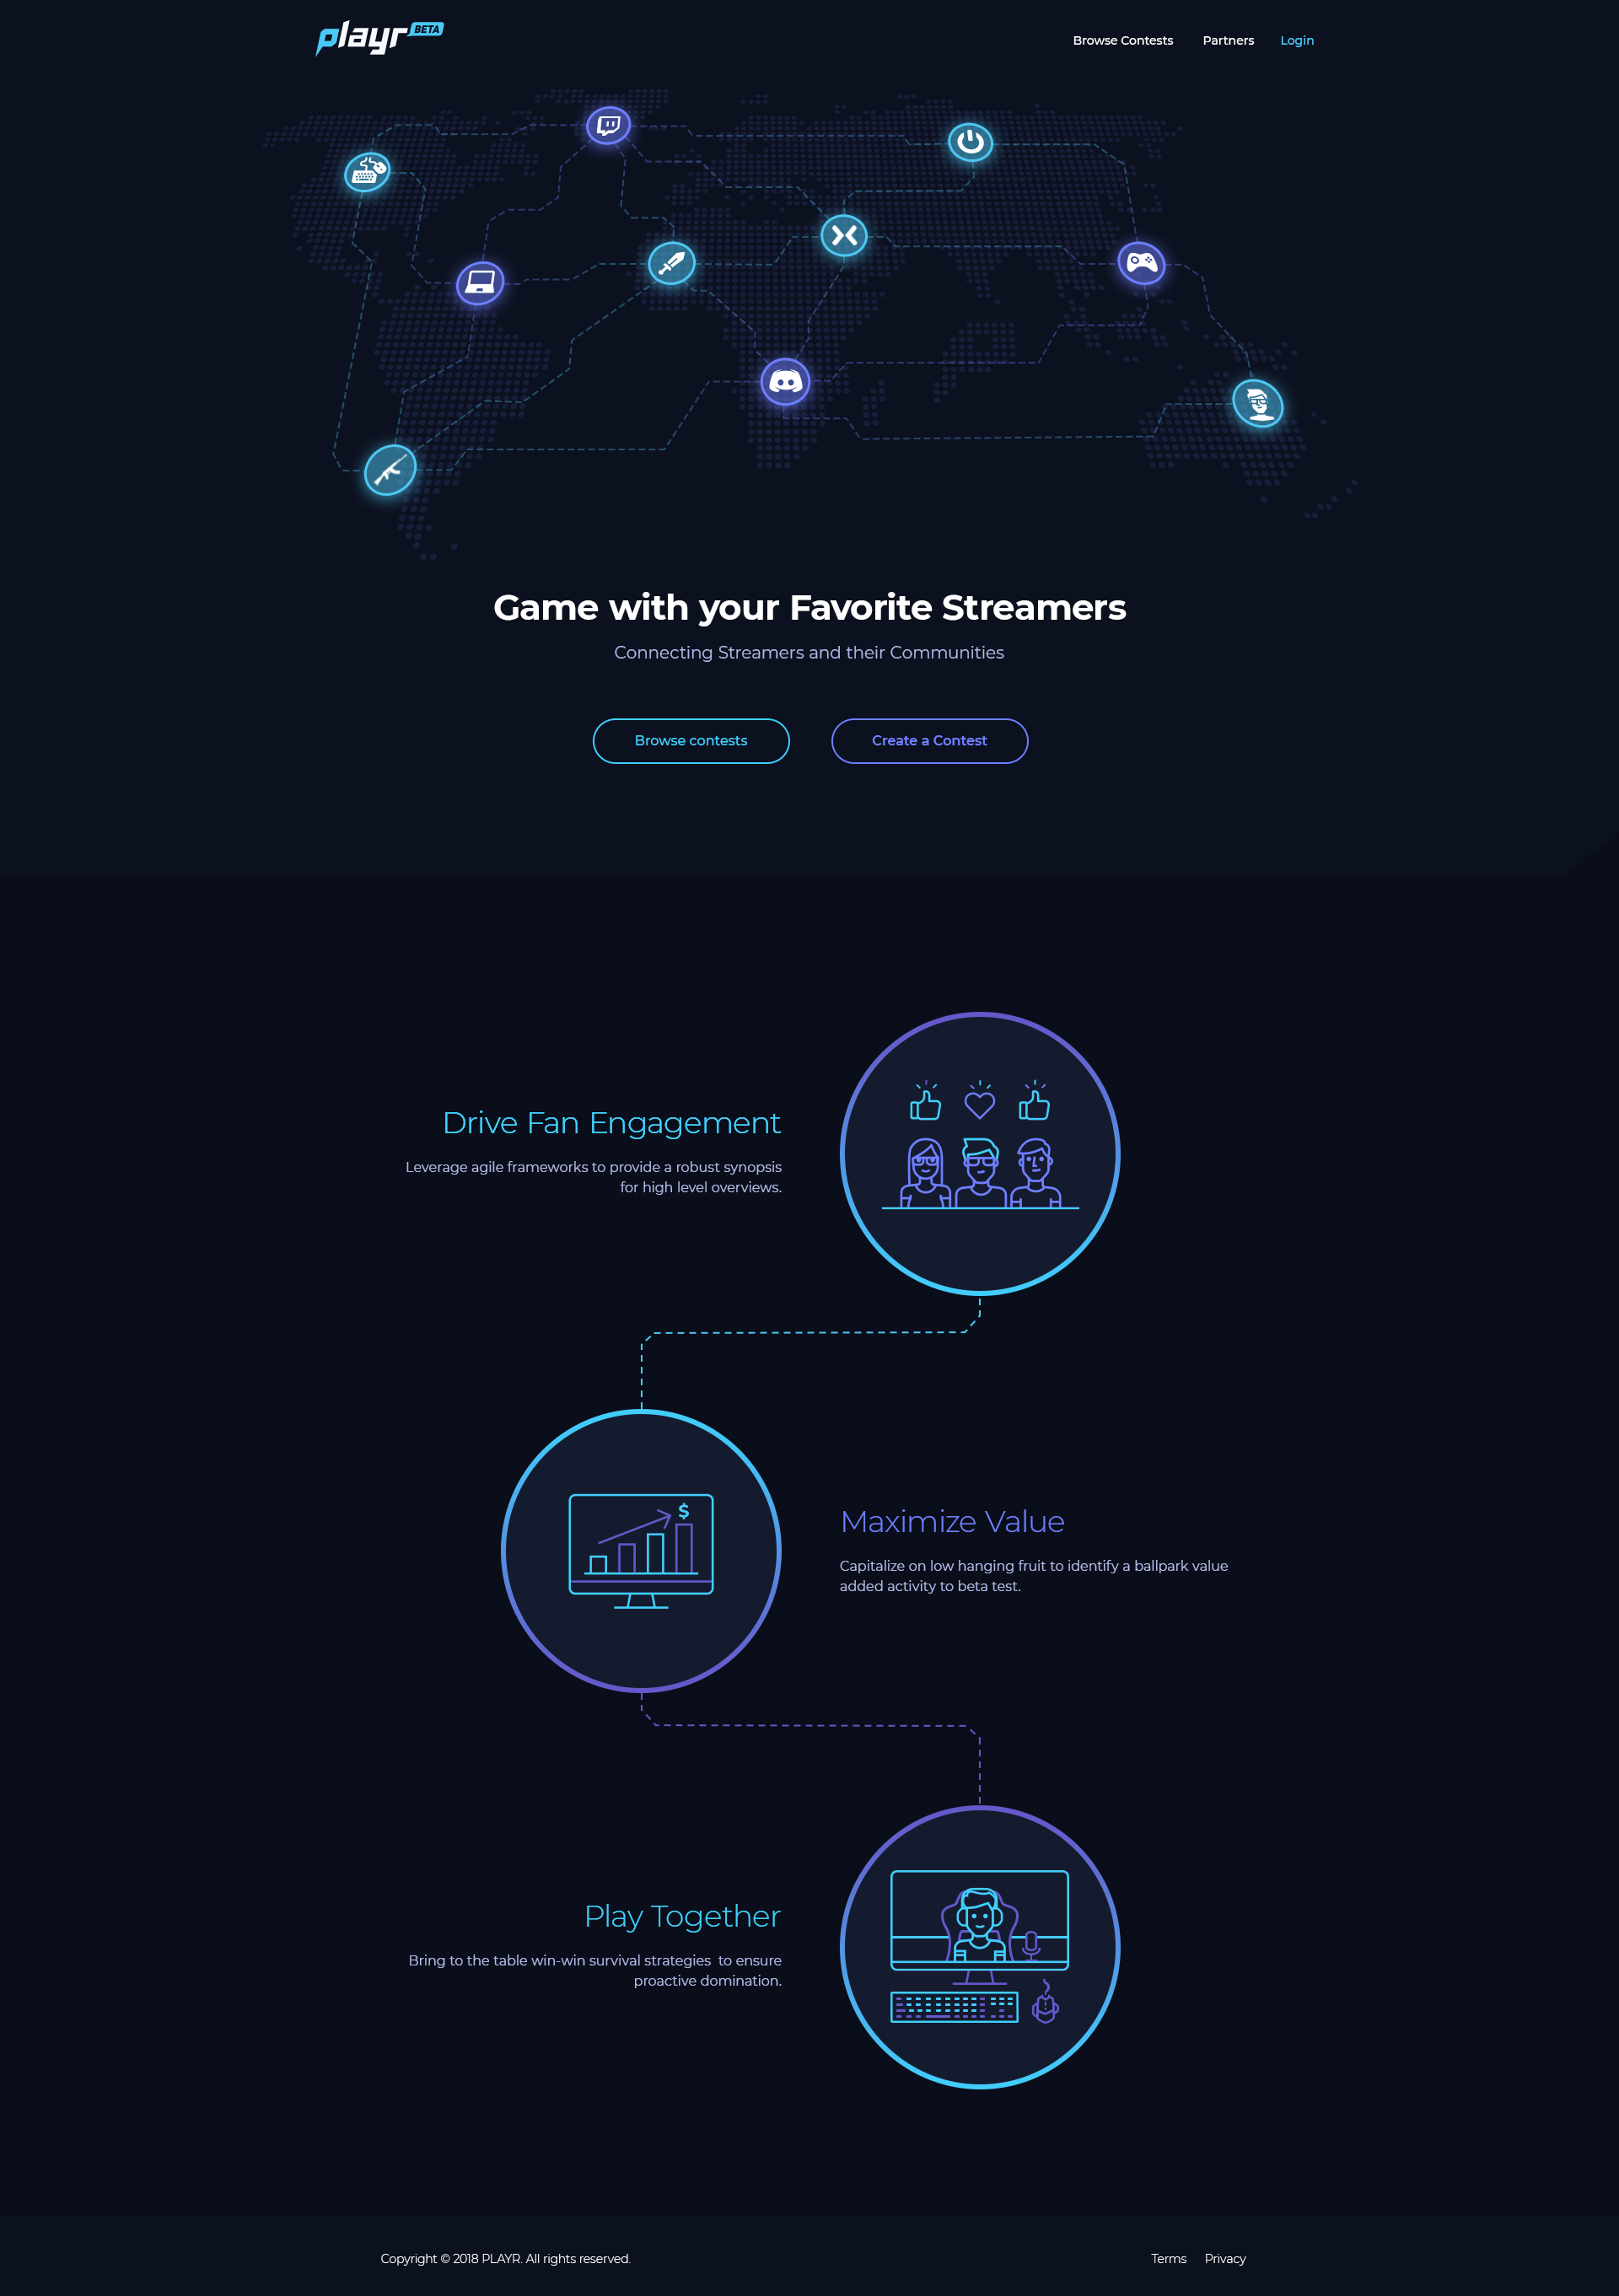 playr BETA
Browse Contests
Partners
Login
Game with your Favorite Streamers
Connecting Streamers and their Communities
Browse contests
Create a Contest
Drive Fan Engagement
Leverage agile frameworks to provide a robust synopsis
for high level overviews.
$
Maximize Value
Capitalize on low hanging fruit to identify a ballpark value
added activity to beta test.
Play Together
Bring to the table win-win survival strategies  to ensure
proactive domination.
Copyright © 2018 PLAYR. All rights reserved.
Terms
Privacy